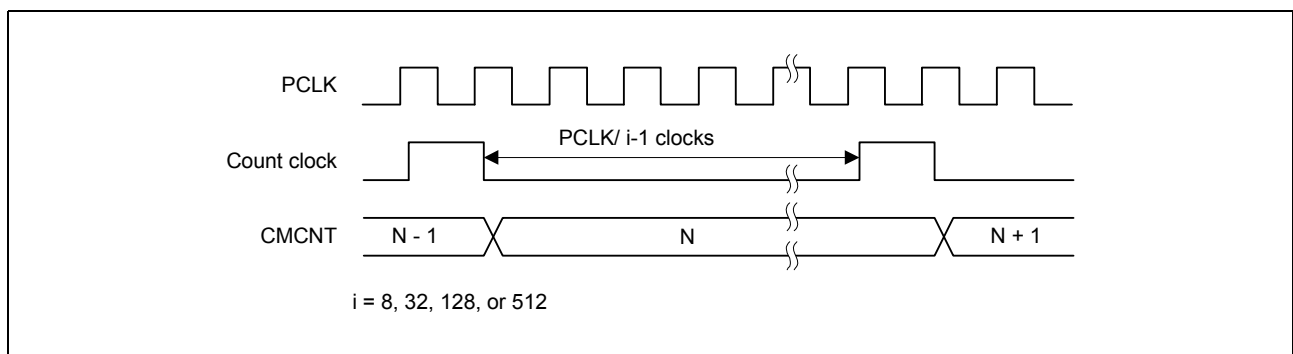 PCLK
PCLK/ i-1 clocks
Count clock
CMCNT
N - 1
N
N + 1
i = 8, 32, 128, or 512